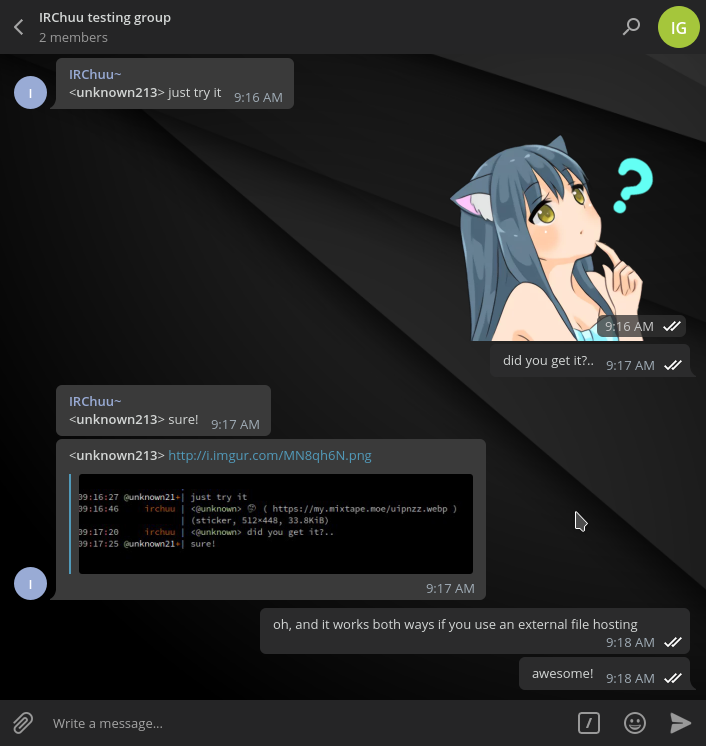 IRChuu testing group
2 members
IG
IRChuu~
<unknown213> just try it 9:16 AM
I
?
9:16 AM
did you get it?.. 9:17 AM
IRChuu~
<unknown213> sure! 9:17 AM
<unknown213> http://i.imgur.com/MN8qh6N.png
09:16:27 @unknown21+| just try it
09:16:46 irchuu | <@unknown> ( https://my.mixtape.moe/uipnzz.webp )
| (sticker, 512×448, 33.8KiB)
09:17:20 irchuu | <@unknown> did you get it?..
09:17:25 @unknown21+| sure!
I
9:17 AM
oh, and it works both ways if you use an external file hosting
9:18 AM
awesome! 9:18 AM
Write a message...
/